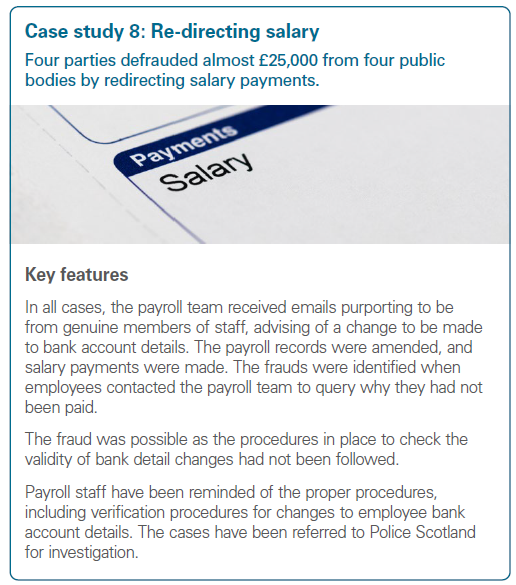 Case study 8: Re-directing salary
Four parties defrauded almost £25,000 from four public
bodies by redirecting salary payments.
Payments
Salary
Key features
In all cases, the payroll team received emails purporting to be
from genuine members of staff, advising of a change to be made
to bank account details. The payroll records were amended, and
salary payments were made. The frauds were identified when
employees contacted the payroll team to query why they had not
been paid.
The fraud was possible as the procedures in place to check the
validity of bank detail changes had not been followed.
Payroll staff have been reminded of the proper procedures,
including verification procedures for changes to employee bank
account details. The cases have been referred to Police Scotland
for investigation.